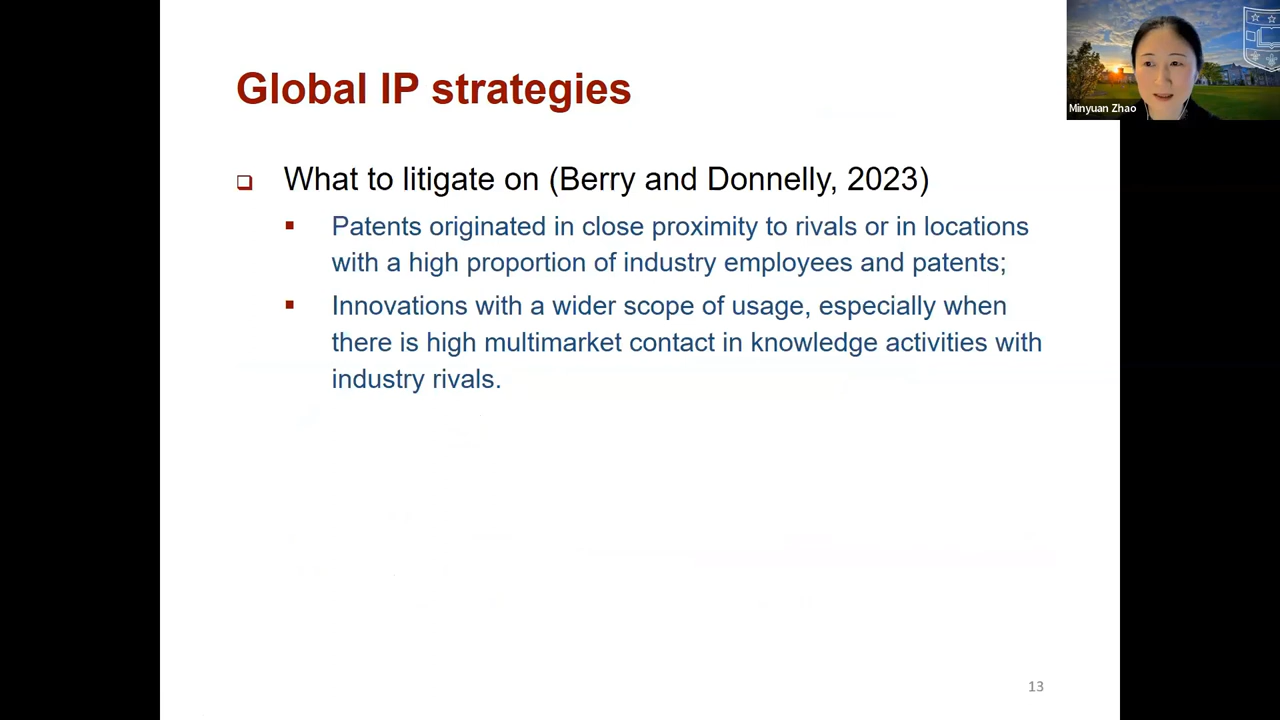 Global IP strategies
Minyuan Zhao
What to litigate on (Berry and Donnelly, 2023)
Patents originated in close proximity to rivals or in locations
with a high proportion of industry employees and patents;
Innovations with a wider scope of usage, especially when
there is high multimarket contact in knowledge activities with
industry rivals.
13